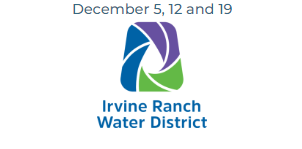 December 5, 12 and 19
Irvine Ranch
Water District